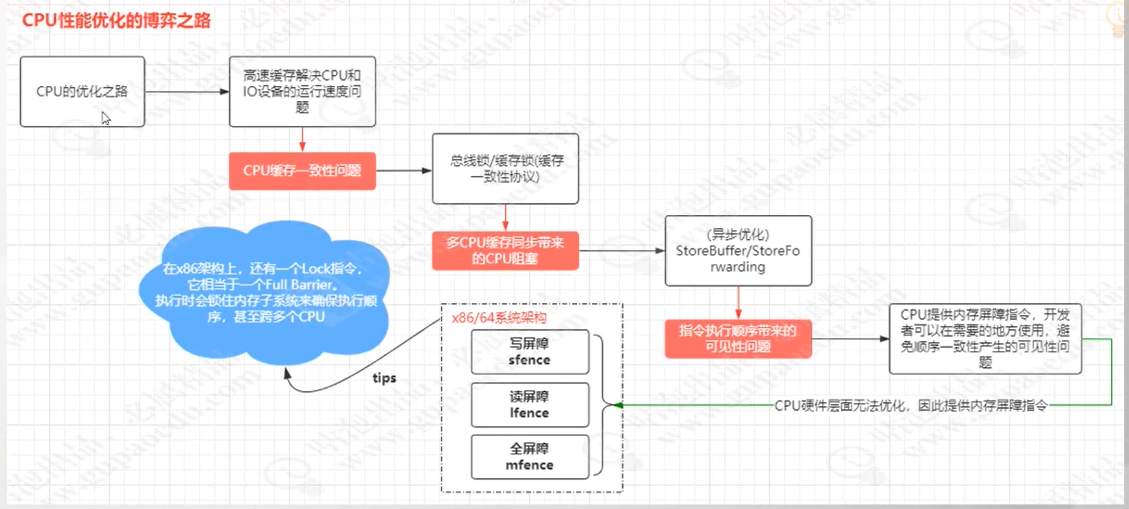 CPU性能优化的博弈之路
CPU的优化之路
高速缓存解决CPU和
IO设备的运行速度问
题
CPU缓存一致性问题
总线锁/缓存锁(缓存
一致性协议)
多CPU缓存同步带来
的CPU阻塞
(异步优化)
StoreBuffer/StoreFo
rwarding
指令执行顺序带来的
可见性问题
CPU提供内存屏障指令，开发
者可以在需要的地方使用，避
免顺序一致性产生的可见性问
题
CPU硬件层面无法优化，因此提供内存屏障指令
x86/64系统架构
写屏障
sfence
读屏障
lfence
全屏障
mfence
tips
在x86架构上，还有一个Lock指令，
它相当于一个Full Barrier。
执行时会锁住内存子系统来确保执行顺
序，甚至跨多个CPU